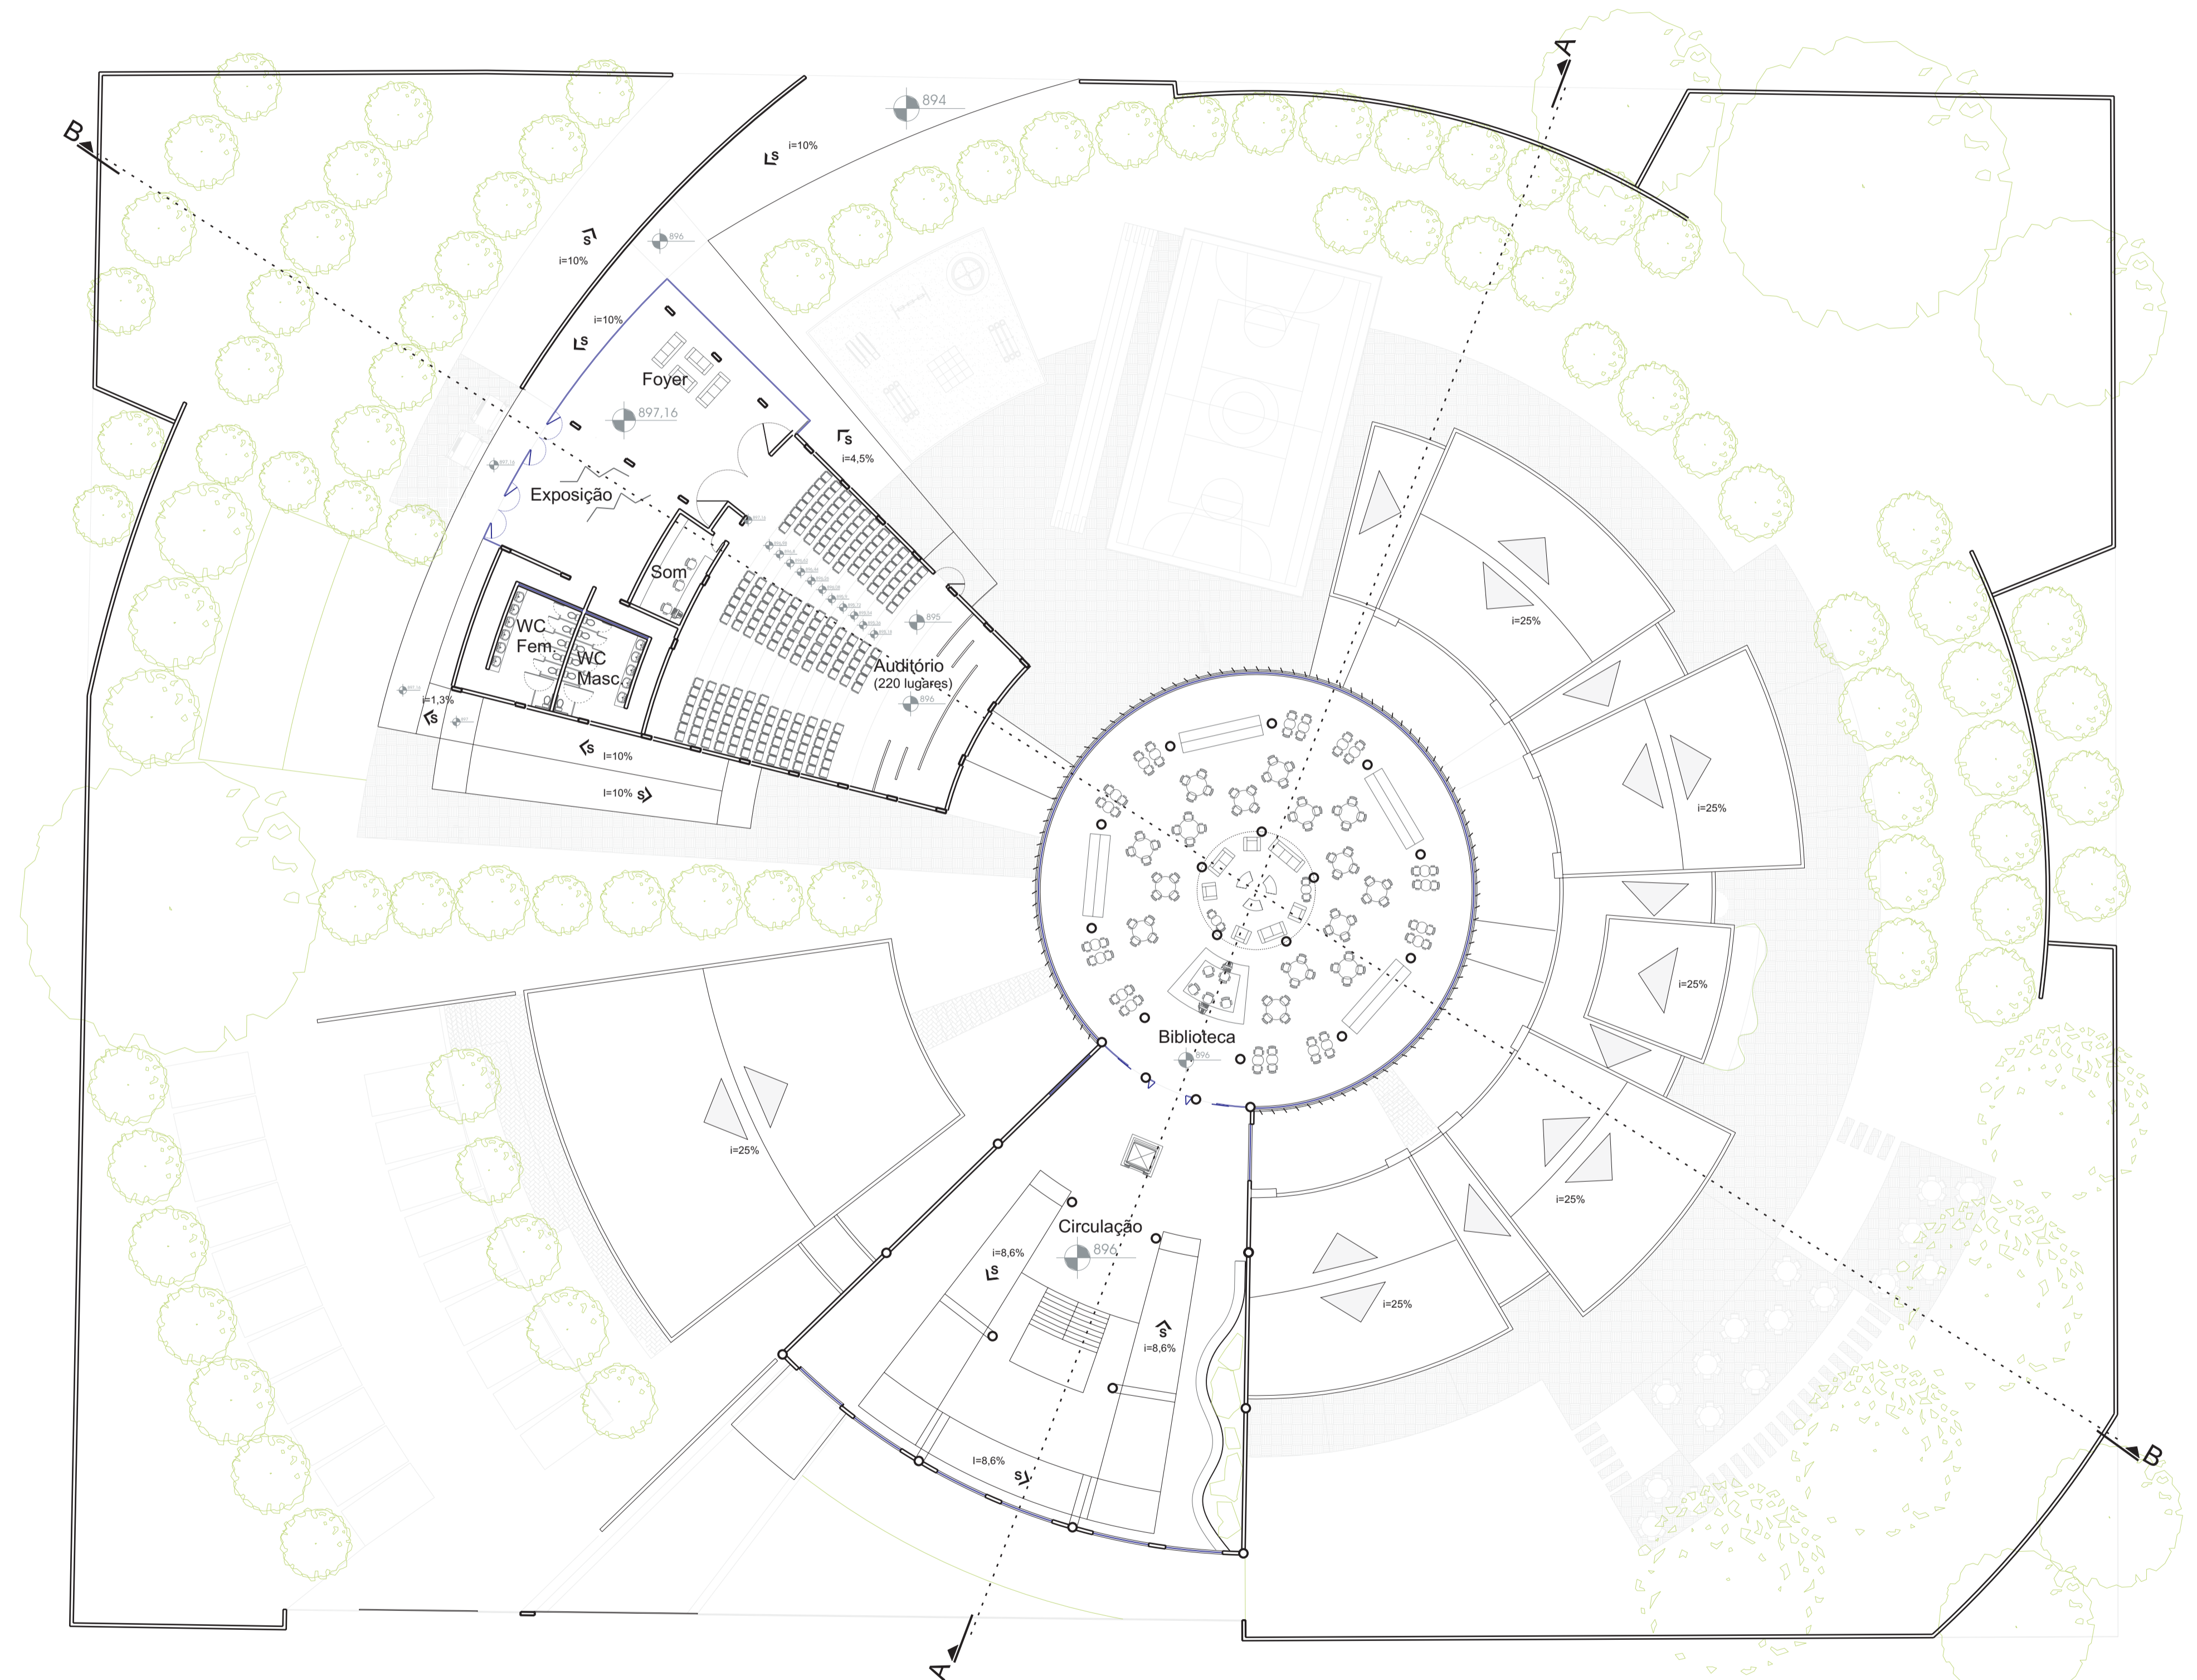 A
B
894
i=10%
S
896
S
i=10%
i=10%
S
Foyer
897,16
S
i=4,5%
897,16
Exposição
Som
895
i=25%
WC
Fem.
WC
Masc.
Auditório
(220 lugares)
896
i=1,3%
S
S
I=10%
I=10%
S
i=25%
i=25%
Biblioteca
896
i=25%
i=25%
Circulação
896
i=8,6%
S
S
i=8,6%
i=25%
I=8,6%
S
B
A